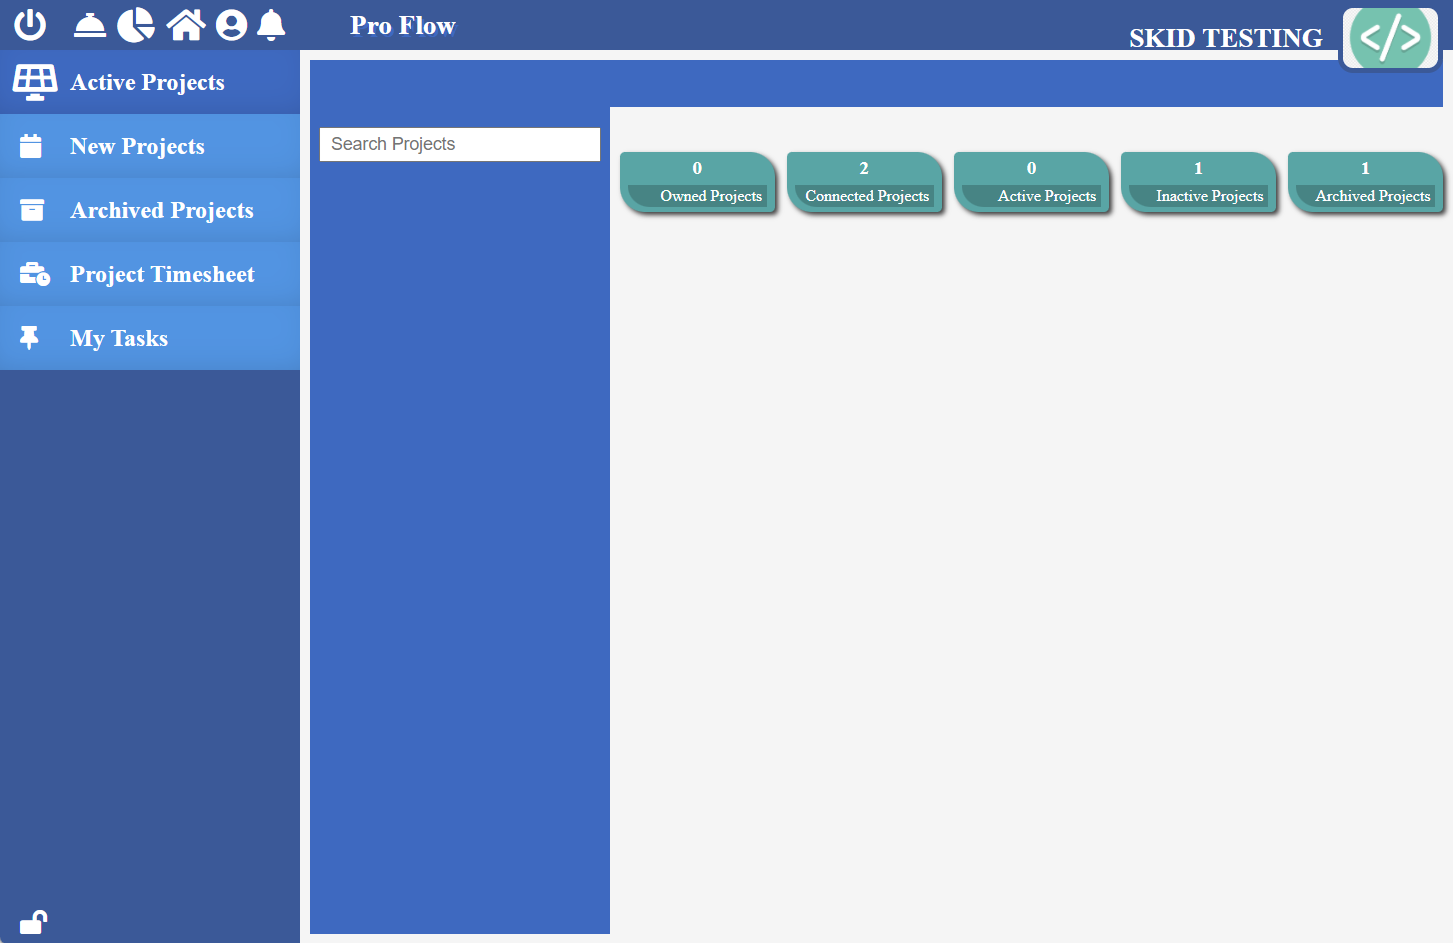 Pro Flow
SKID TESTING
</>
Active Projects
New Projects
Archived Projects
Project Timesheet
My Tasks
Search Projects
0
Owned Projects
2
Connected Projects
0
Active Projects
1
Inactive Projects
1
Archived Projects